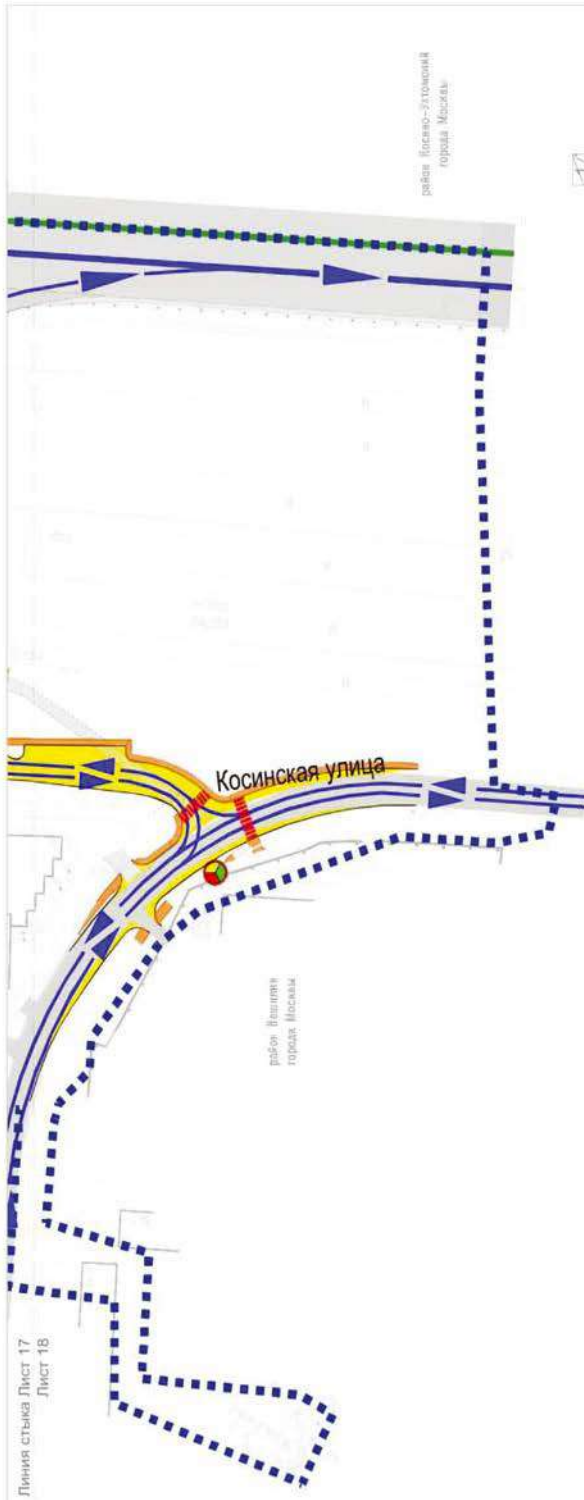 район Косино-Ухтомский
города Москвы
Косинская улица
район Вешняки
города Москвы
Линия стыка Лист 17
Лист 18